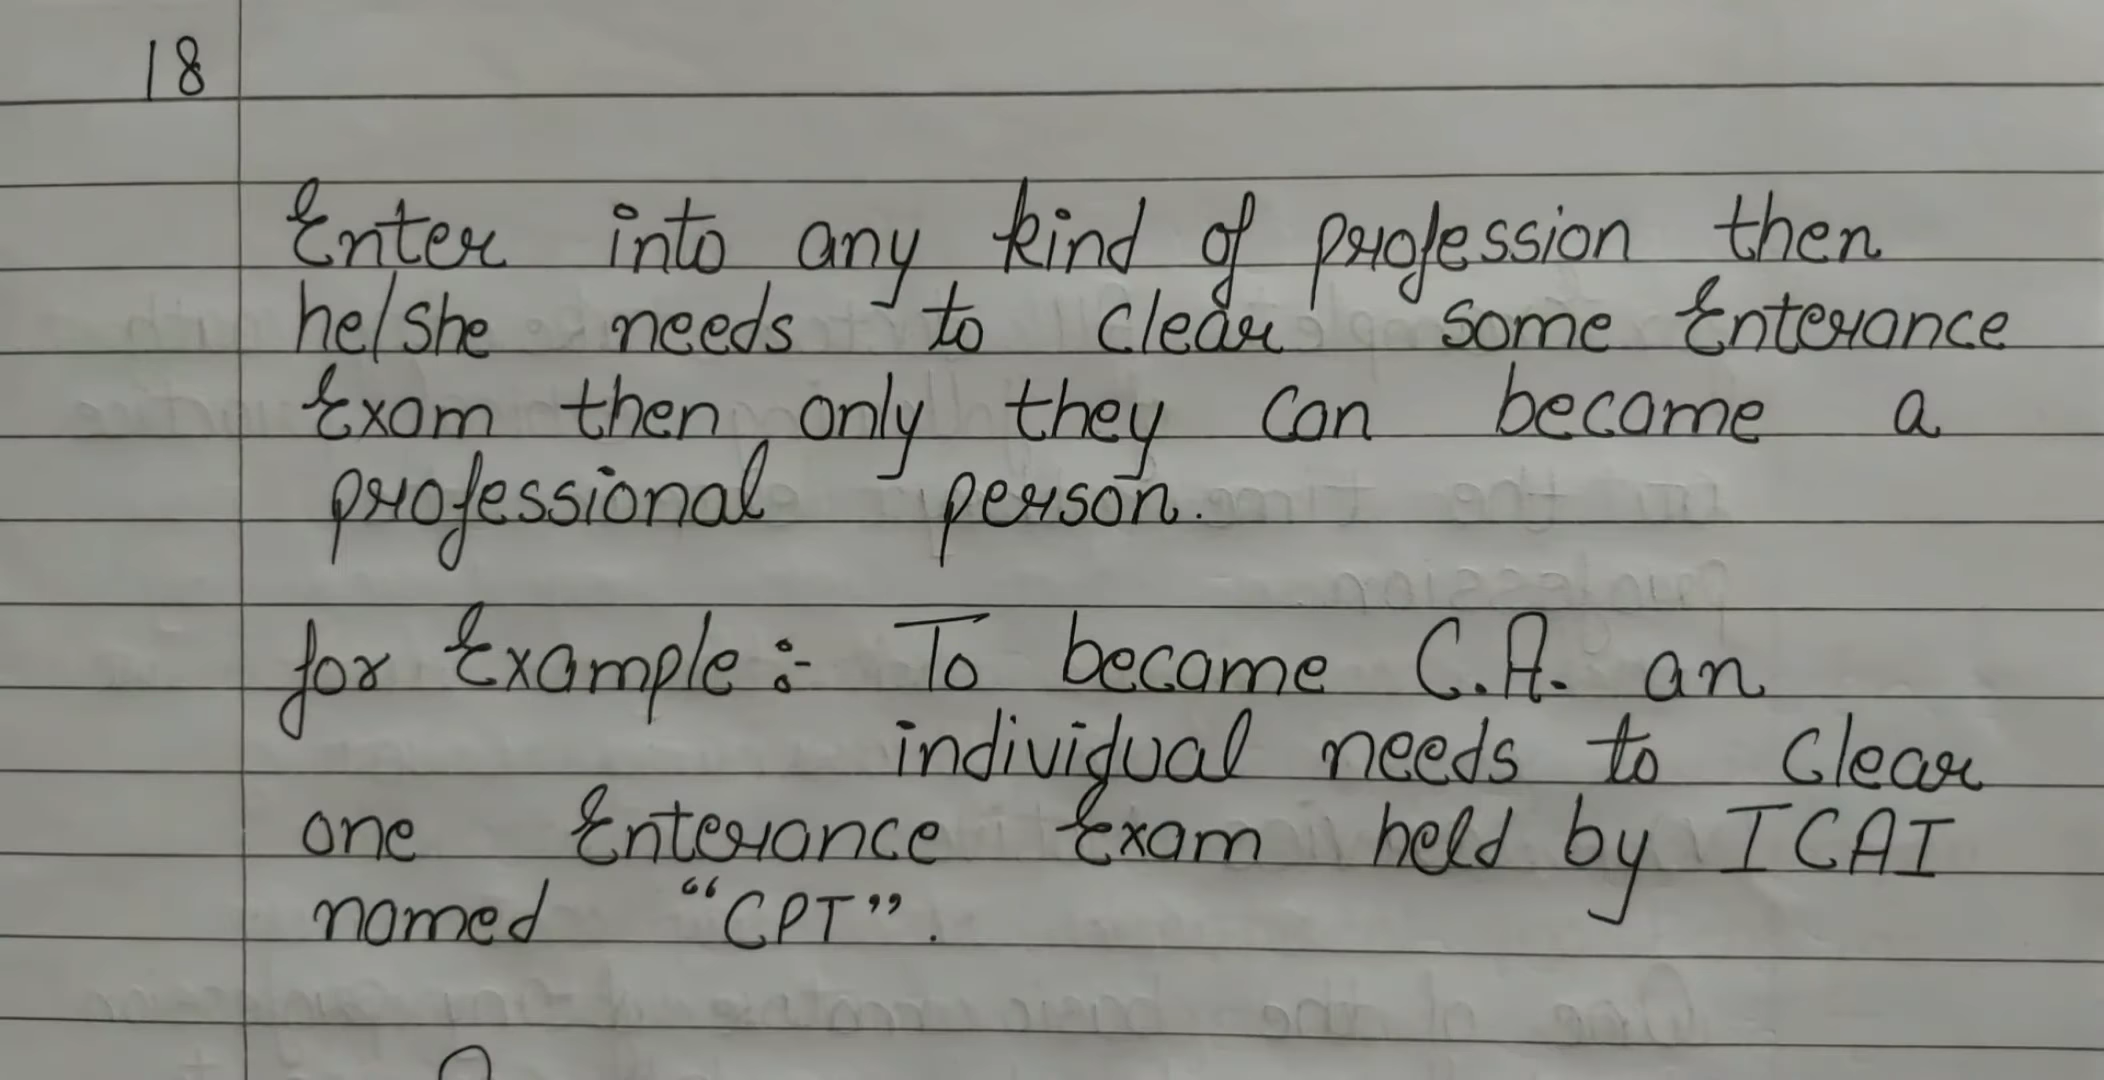 18
Enter into any kind of profession then
he/she needs to clear some Enterance
Exam then only they can become a
professional person.
for Example :- To become C.A. an
individual needs to clear
one Enterance Exam held by ICAI
named "CPT".